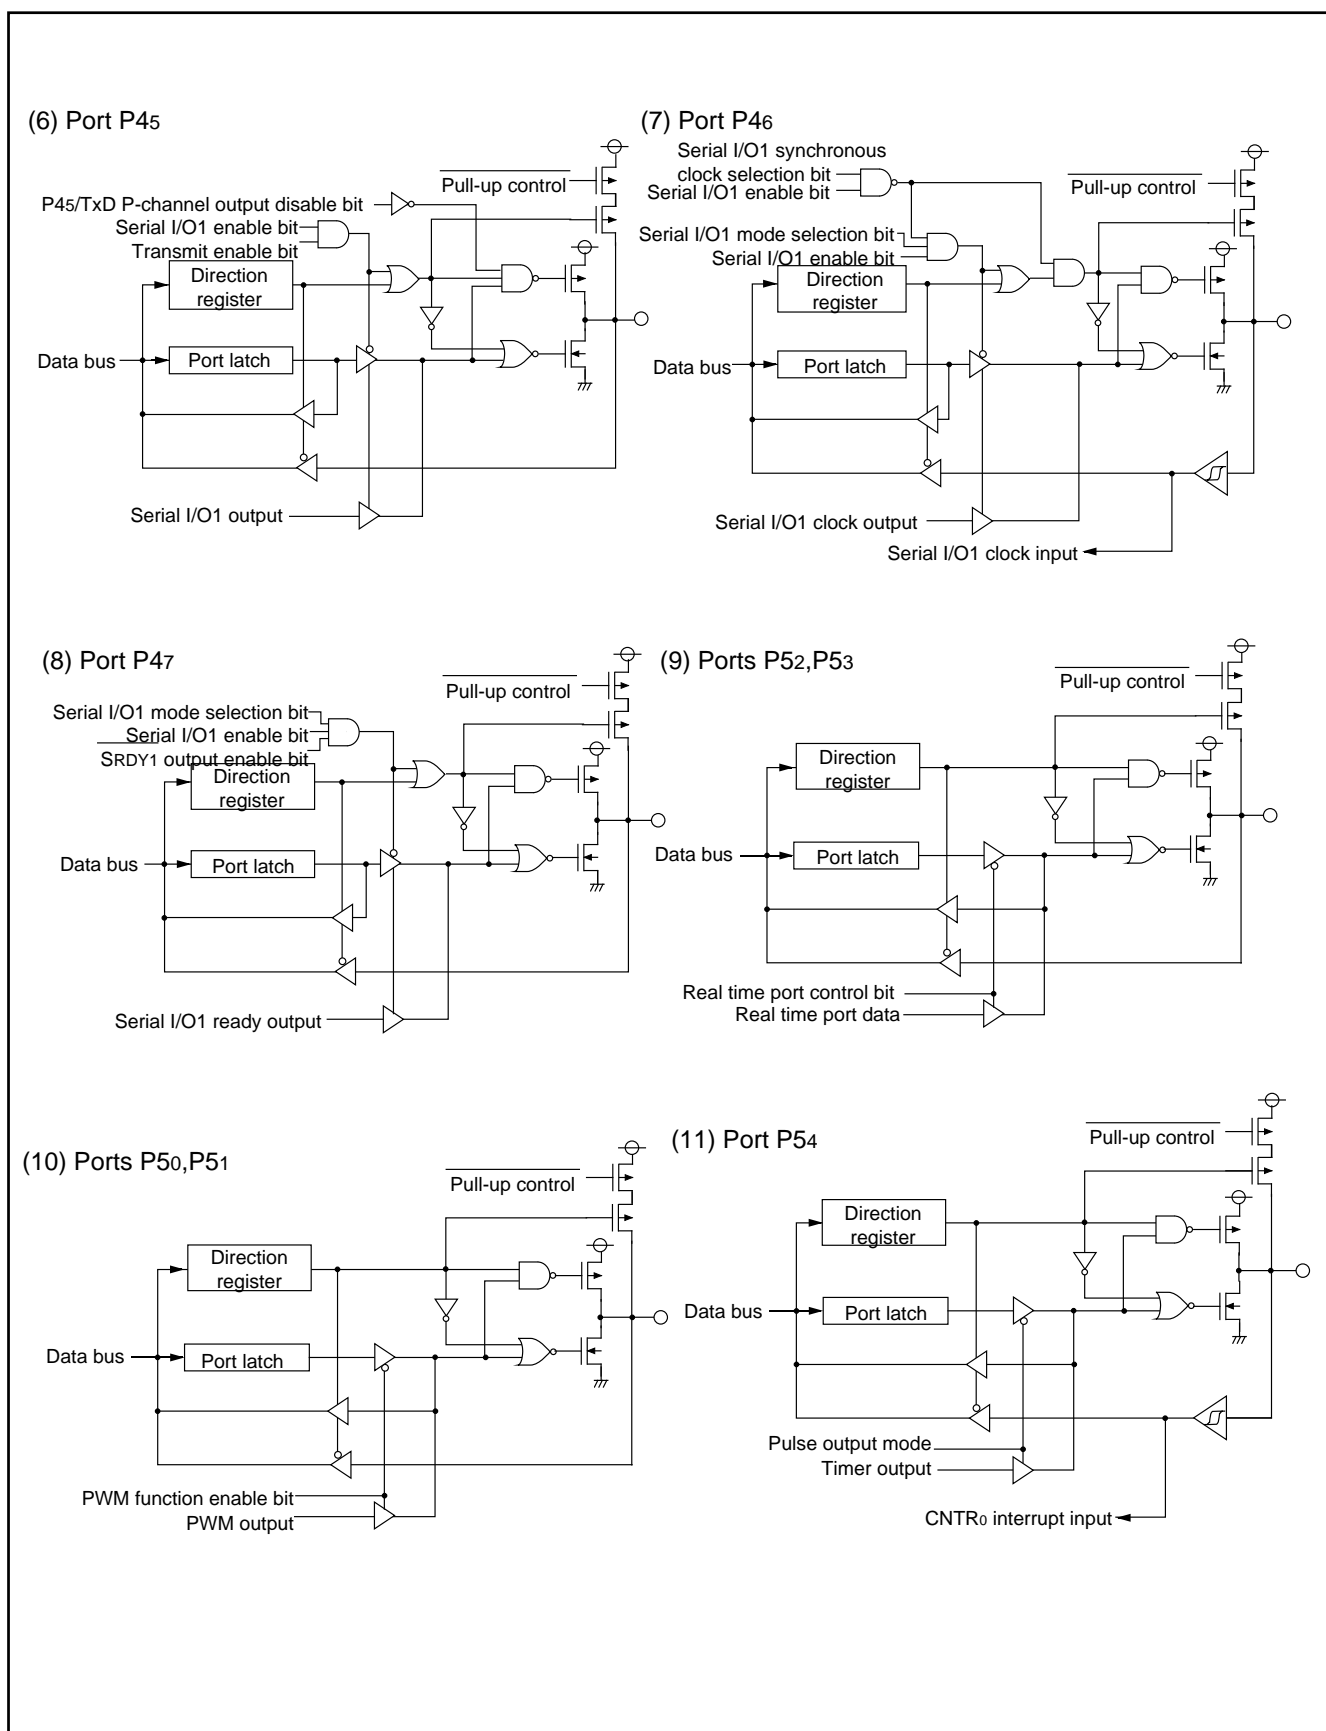 (6) Port P45
Pull-up control
P45/TxD P-channel output disable bit
Serial I/O1 enable bit
Transmit enable bit
Direction
register
Data bus
Port latch
Serial I/O1 output
(7) Port P46
Serial I/O1 synchronous
clock selection bit
Serial I/O1 enable bit
Pull-up control
Serial I/O1 mode selection bit
Serial I/O1 enable bit
Direction
register
Data bus
Port latch
Serial I/O1 clock output
Serial I/O1 clock input
(8) Port P47
Pull-up control
Serial I/O1 mode selection bit
Serial I/O1 enable bit
SRDY1 output enable bit
Direction
register
Data bus
Port latch
Serial I/O1 ready output
(9) Ports P52,P53
Pull-up control
Direction
register
Data bus
Port latch
Real time port control bit
Real time port data
(10) Ports P50,P51
Pull-up control
Direction
register
Data bus
Port latch
PWM function enable bit
PWM output
(11) Port P54
Pull-up control
Direction
register
Data bus
Port latch
Pulse output mode
Timer output
CNTR0 interrupt input